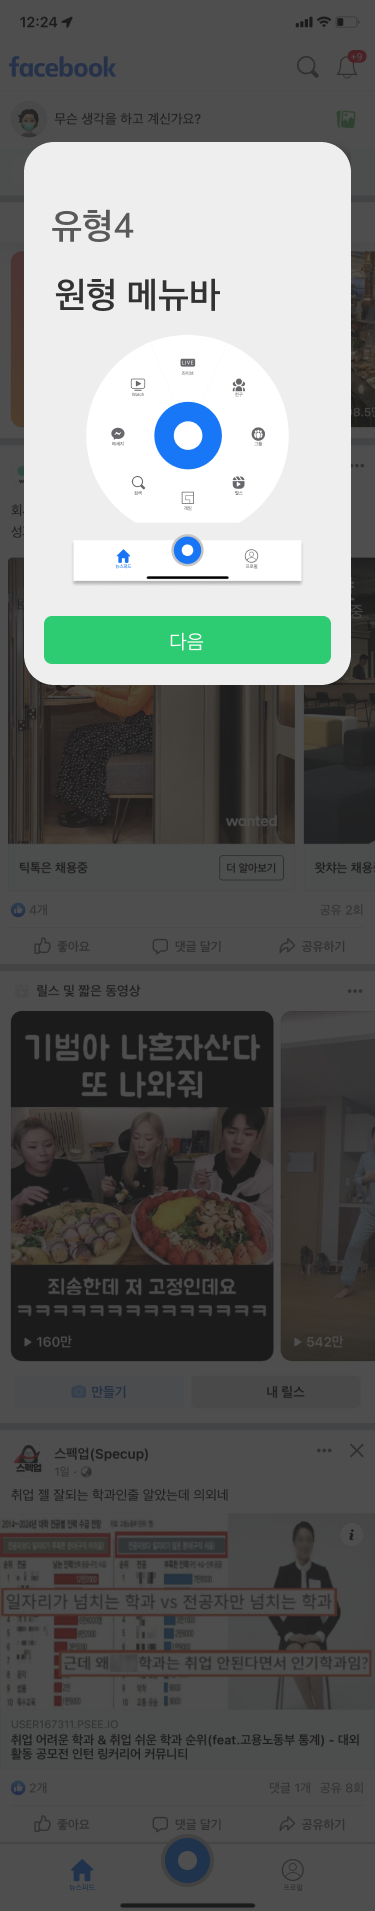 12:24
facebook
+9
무슨 생각을 하고 계신가요?
유형4
원형 메뉴바
LIVE
Watch
친구
메세지
그룹
검색
릴스
게임
뉴스피드
프로필
다음
8.5
wanted
틱톡은 채용중
더 알아보기
왓챠는 채용
4개
공유 2회
좋아요
댓글 달기
공유하기
릴스 및 짧은 동영상
기범아 나혼자산다
또 나와줘
죄송한데 저 고정인데요
ㅋㅋㅋㅋㅋㅋㅋㅋㅋㅋㅋㅋㅋㅋ
160만
542만
만들기
내 릴스
스펙업
스펙업(Specup)
1일
취업 젤 잘되는 학과인줄 알았는데 의외네
일자리가 넘치는 학과 vs 전공자만 넘치는 학과
근데 왜 학과는 취업 안된다면서 인기학과임?
USER167311.PSEE.IO
취업 어려운 학과 & 취업 쉬운 학과 순위(feat.고용노동부 통계) - 대외
활동 공모전 인턴 링커리어 커뮤니티
2개
댓글 1개 공유 8회
좋아요
댓글 달기
공유하기
뉴스피드
프로필